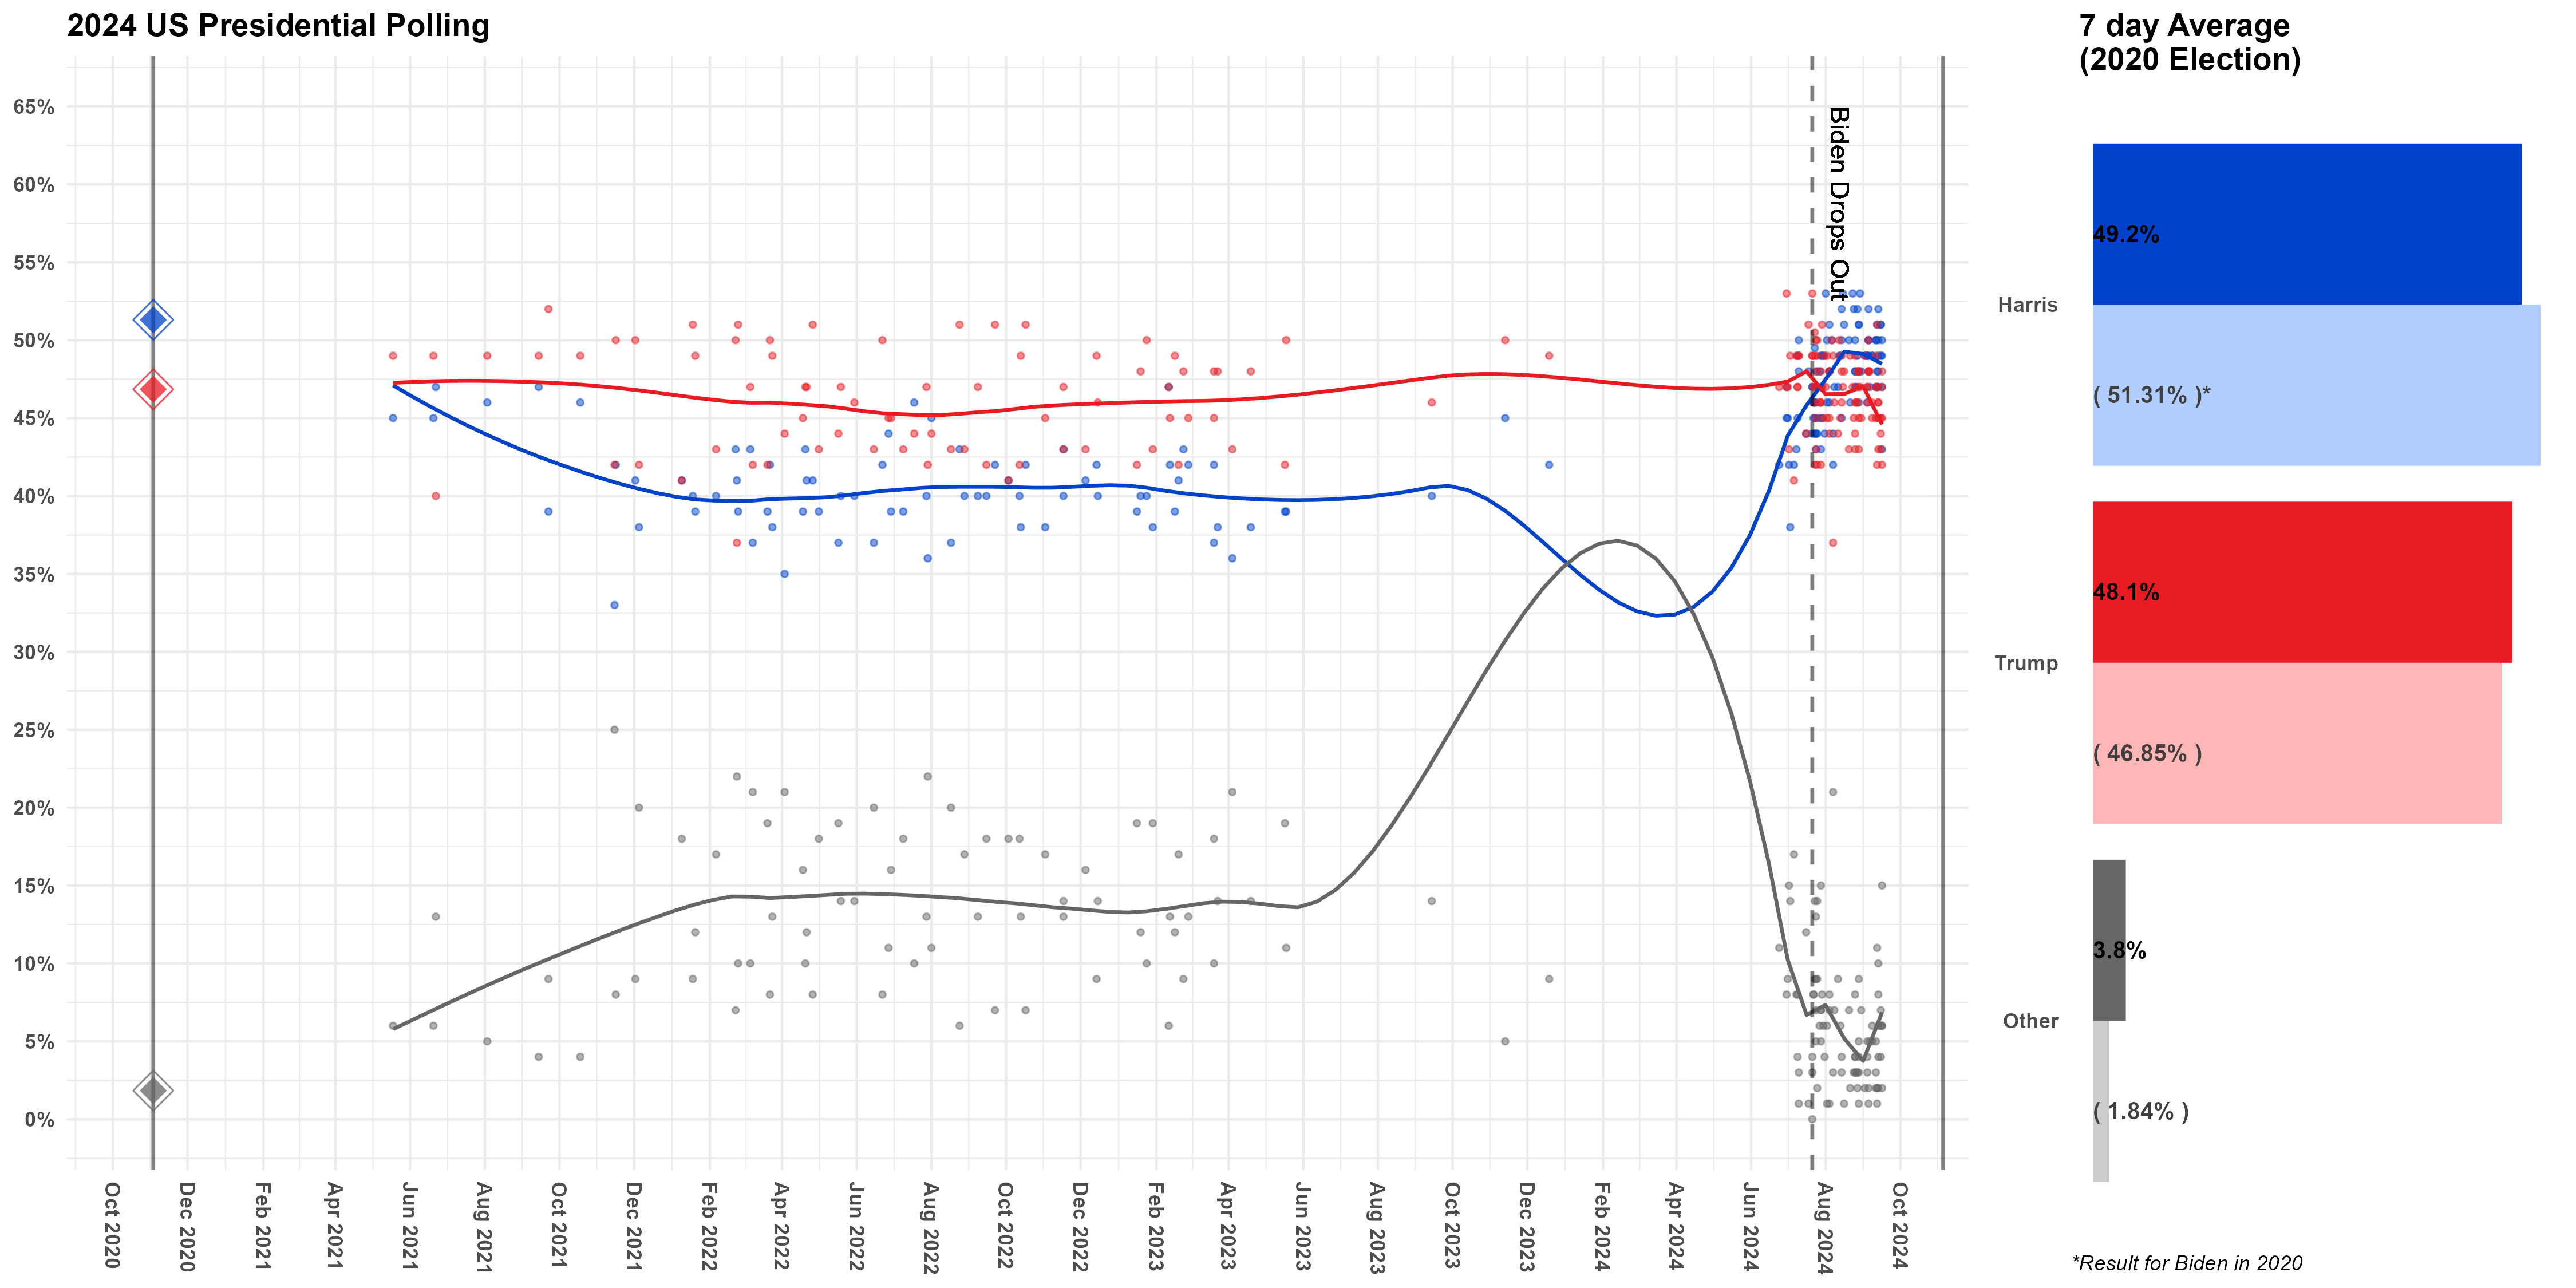 2024 US Presidential Polling
7 day Average
(2020 Election)
65%
60%
55%
50%
45%
40%
35%
30%
25%
20%
15%
10%
5%
0%
Biden Drops Out
Oct 2020
Dec 2020
Feb 2021
Apr 2021
Jun 2021
Aug 2021
Oct 2021
Dec 2021
Feb 2022
Apr 2022
Jun 2022
Aug 2022
Oct 2022
Dec 2022
Feb 2023
Apr 2023
Jun 2023
Aug 2023
Oct 2023
Dec 2023
Feb 2024
Apr 2024
Jun 2024
Aug 2024
Oct 2024
Harris
49.2%
( 51.31% )*
Trump
48.1%
( 46.85% )
Other
3.8%
( 1.84% )
*Result for Biden in 2020